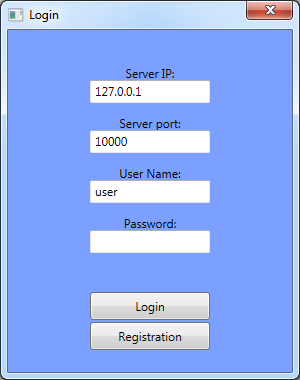 Login
Server IP:
127.0.0.1
Server port:
10000
User Name:
user
Password:
Login
Registration